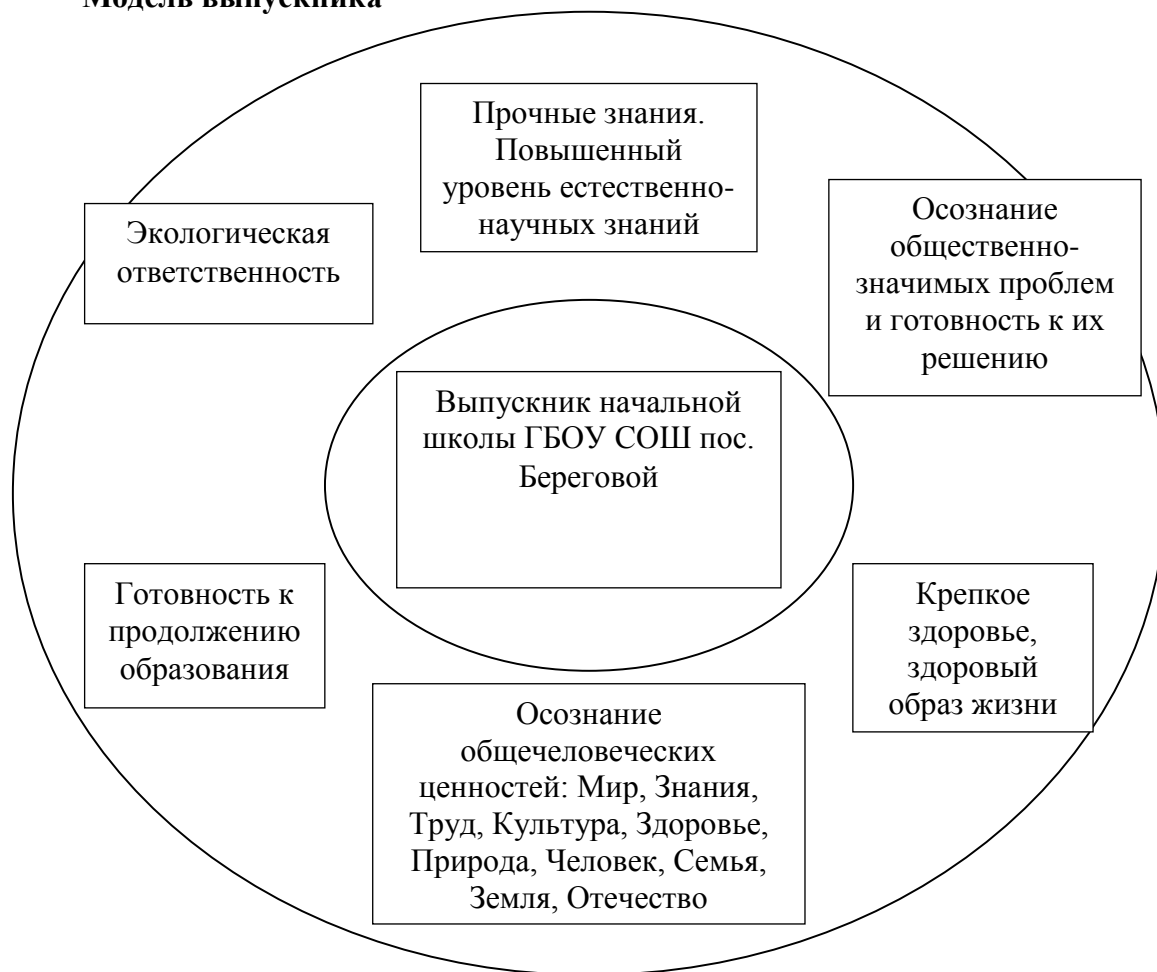 Модель выпускника
Прочные знания.
Повышенный
уровень естественно-
научных знаний
Экологическая
ответственность
Осознание
общественно-
значимых проблем
и готовность к их
решению
Выпускник начальной
школы ГБОУ СОШ пос.
Береговой
Готовность к
продолжению
образования
Крепкое
здоровье,
здоровый
образ жизни
Осознание
общечеловеческих
ценностей: Мир, Знания,
Труд, Культура, Здоровье,
Природа, Человек, Семья,
Земля, Отечество